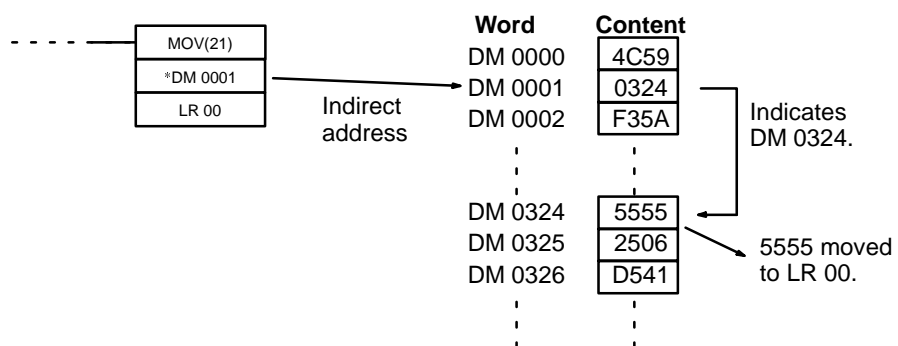 MOV(21)
*DM 0001
LR 00
Indirect
address
Word Content
DM 0000 4C59
DM 0001 0324
DM 0002 F35A
Indicates
DM 0324.
DM 0324 5555
DM 0325 2506
DM 0326 D541
5555 moved
to LR 00.